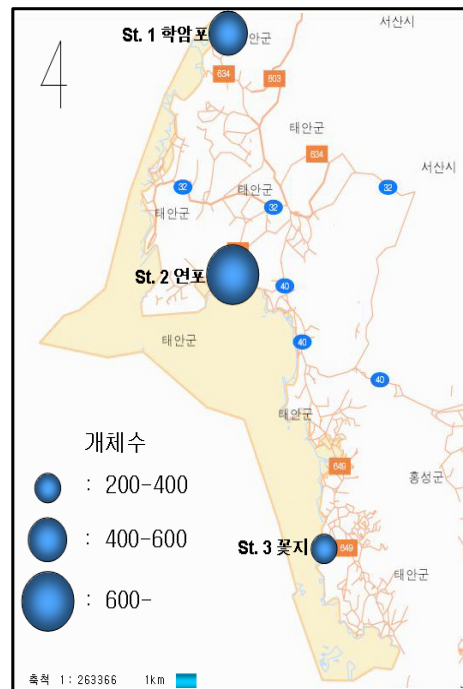 St. 1 학암포
안군
서산시
634
603
태안군
634
서산시
32
태안군
32
32
태안군
St. 2 연포
40
태안군
40
40
태안군
개체수
649
홍성군
: 200-400
: 400-600
St. 3 꽃지
649
태안군
: 600-
축척 1: 263366 1km